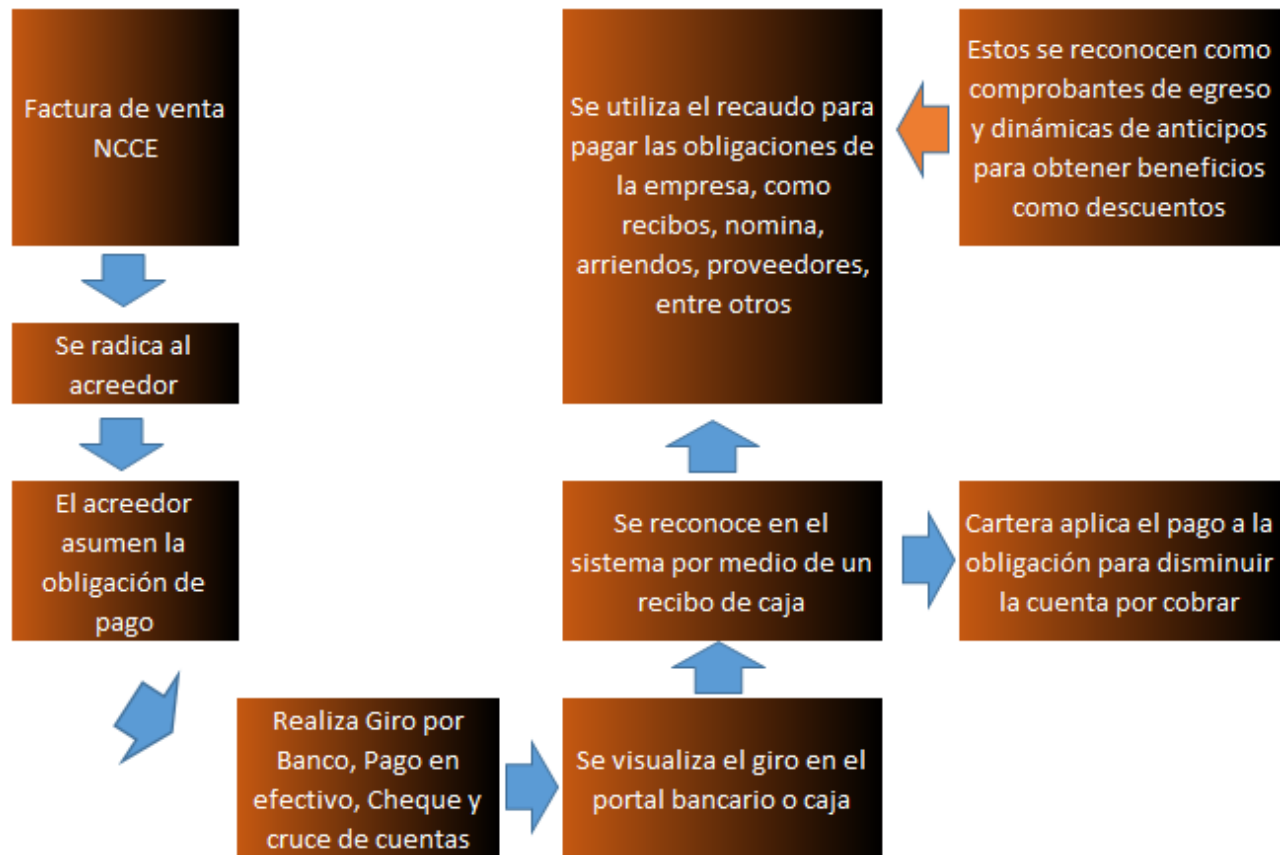 Factura de venta
NCCE
Se radica al
acreedor
El acreedor
asumen la
obligación de
pago
Realiza Giro por
Banco, Pago en
efectivo, Cheque y
cruce de cuentas
Se visualiza el giro en el
portal bancario o caja
Se reconoce en el
sistema por medio de un
recibo de caja
Cartera aplica el pago a la
obligación para disminuir
la cuenta por cobrar
Se utiliza el recaudo para
pagar las obligaciones de
la empresa, como
recibos, nomina,
arriendos, proveedores,
entre otros
Estos se reconocen como
comprobantes de egreso
y dinámicas de anticipos
para obtener beneficios
como descuentos